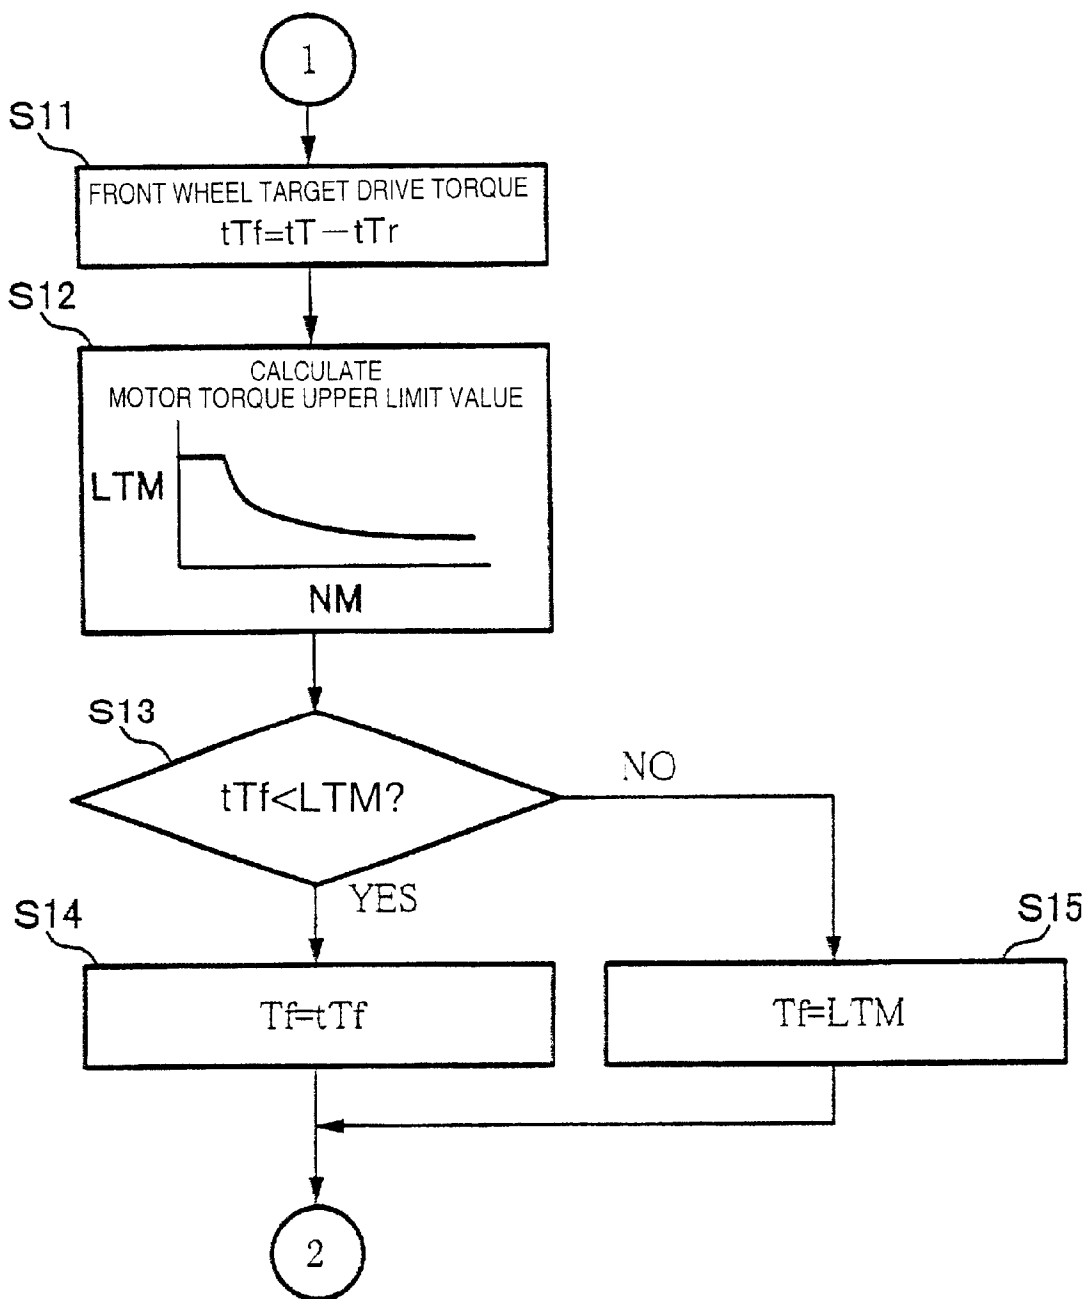 1
S11
FRONT WHEEL TARGET DRIVE TORQUE
tTf=tT－tTr
S12
CALCULATE
MOTOR TORQUE UPPER LIMIT VALUE
LTM
NM
S13
tTf<LTM?
NO
YES
S14
Tf=tTf
S15
Tf=LTM
2